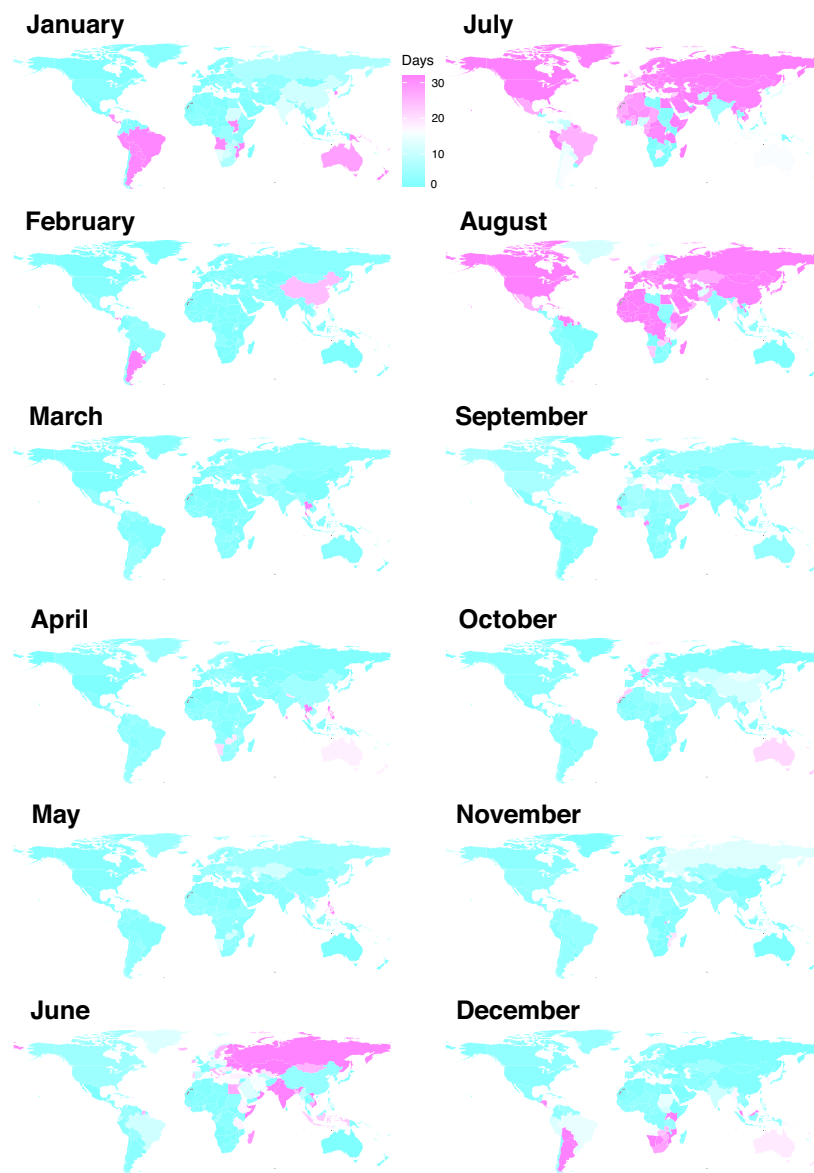 January
July
Days
30
20
10
0
February
August
March
September
April
October
May
November
June
December